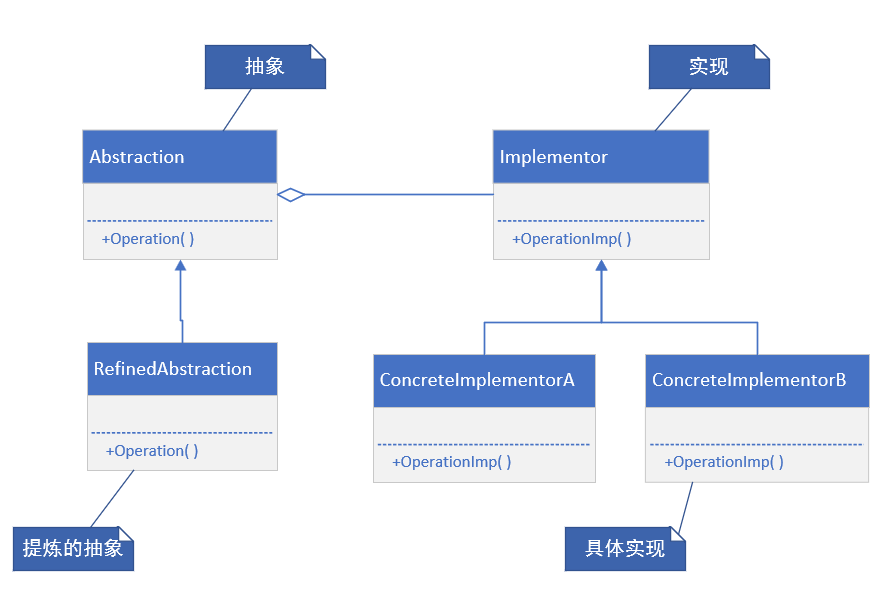 抽象
实现
Abstraction
Implementor
+Operation( )
+OperationImp( )
RefinedAbstraction
ConcreteImplementorA
ConcreteImplementorB
+Operation( )
+OperationImp( )
+OperationImp( )
提炼的抽象
具体实现